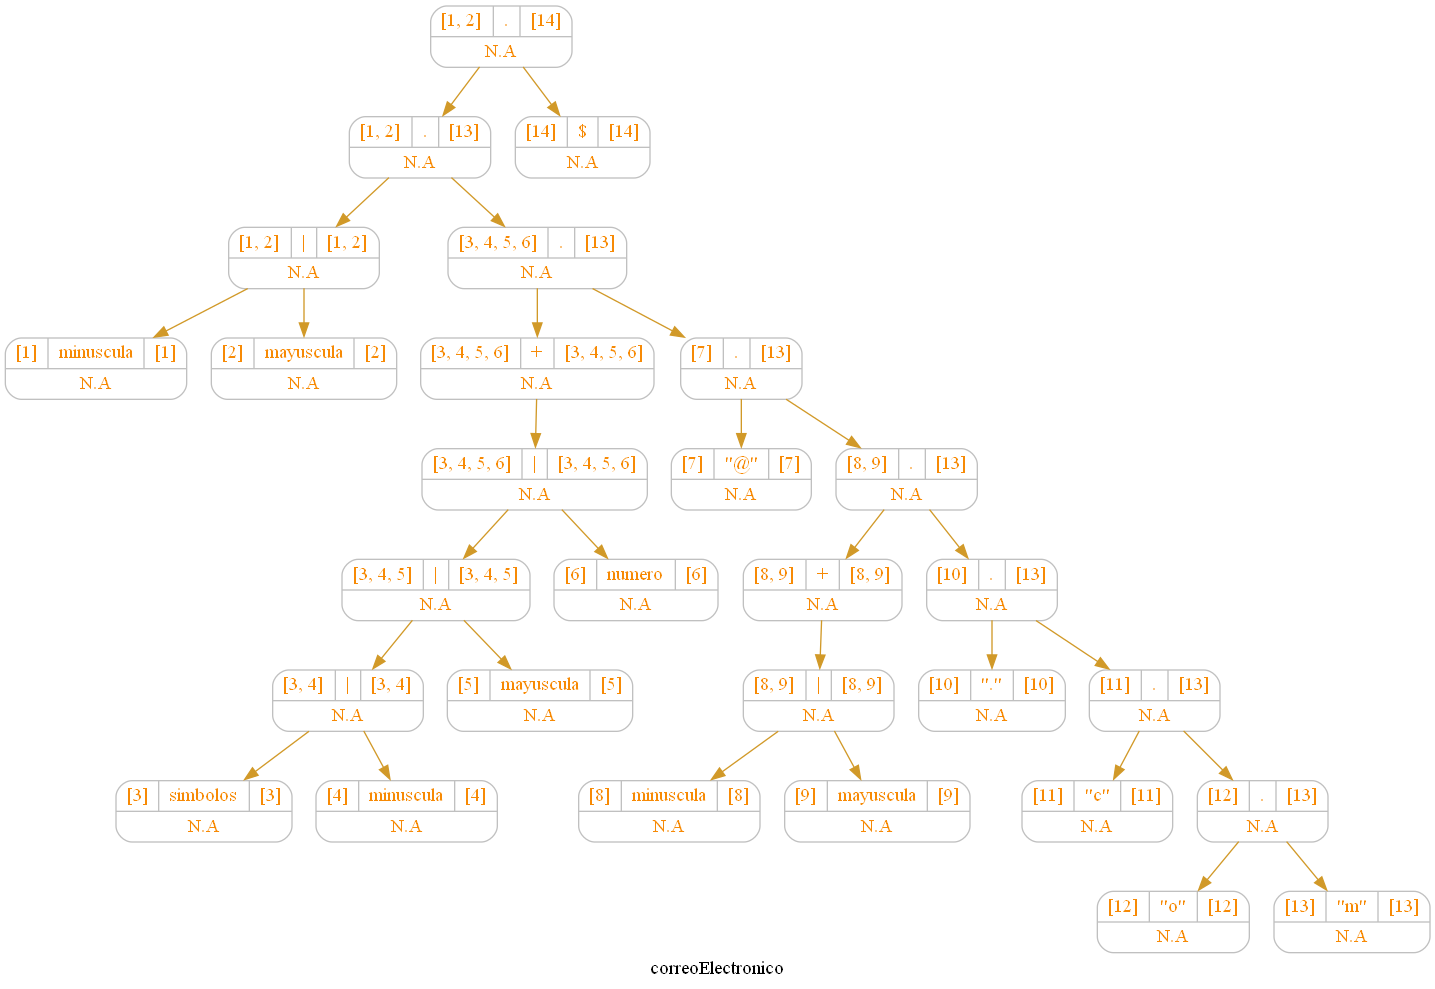 [1, 2] . [14]
N.A
[1, 2] . [13]
N.A
[14] $ [14]
N.A
[1, 2] | [1, 2]
N.A
[3, 4, 5, 6] . [13]
N.A
[1] minuscula [1]
N.A
[2] mayuscula [2]
N.A
[3, 4, 5, 6] + [3, 4, 5, 6]
N.A
[7] . [13]
N.A
[3, 4, 5, 6] | [3, 4, 5, 6]
N.A
[7] "@" [7]
N.A
[8, 9] . [13]
N.A
[3, 4, 5] | [3, 4, 5]
N.A
[6] numero [6]
N.A
[8, 9] + [8, 9]
N.A
[10] . [13]
N.A
[3, 4] | [3, 4]
N.A
[5] mayuscula [5]
N.A
[8, 9] | [8, 9]
N.A
[10] "." [10]
N.A
[11] . [13]
N.A
[3] simbolos [3]
N.A
[4] minuscula [4]
N.A
[8] minuscula [8]
N.A
[9] mayuscula [9]
N.A
[11] "c" [11]
N.A
[12] . [13]
N.A
[12] "o" [12]
N.A
[13] "m" [13]
N.A
correoElectronico